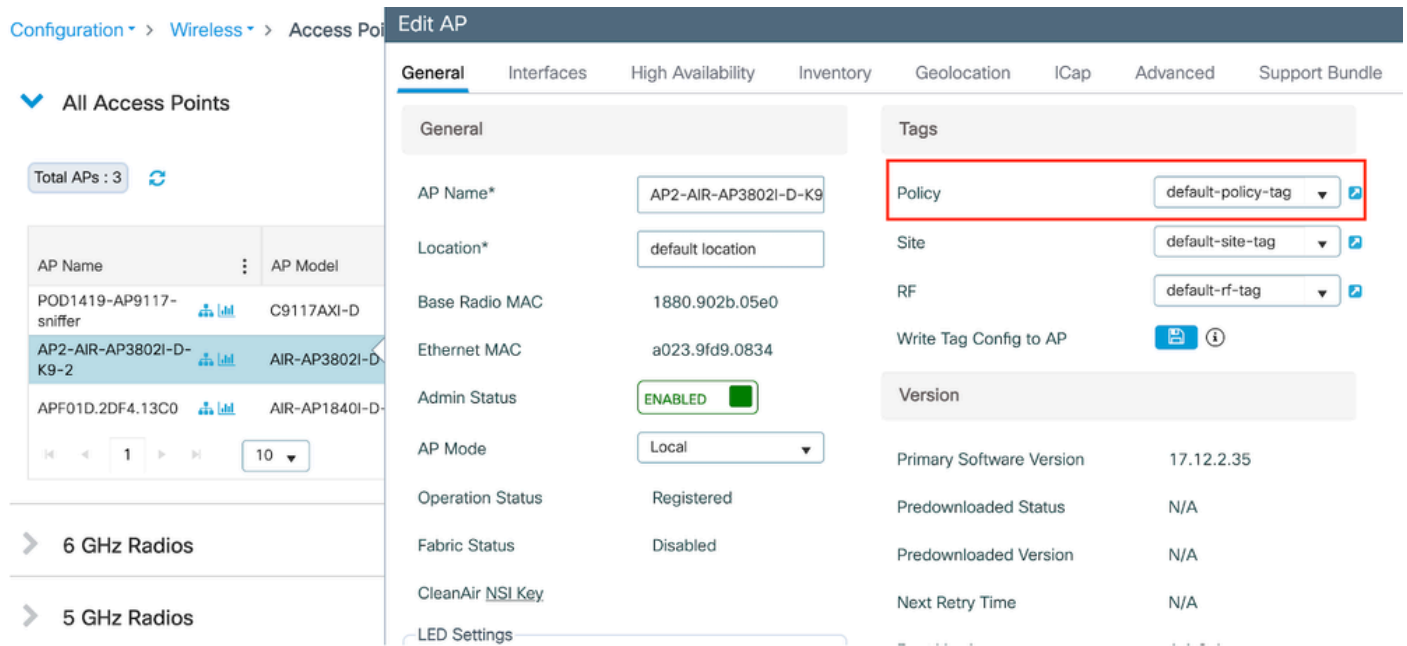 Configuration > Wireless > Access Poi
All Access Points
Total APs : 3
AP Name
AP Model
POD1419-AP9117-
sniffer
C9117AXI-D
AP2-AIR-AP3802I-D-
K9-2
AIR-AP3802I-D
APF01D.2DF4.13C0
AIR-AP1840I-D-
1
10
6 GHz Radios
5 GHz Radios
Edit AP
General
Interfaces
High Availability
Inventory
Geolocation
ICap
Advanced
Support Bundle
General
AP Name*
AP2-AIR-AP3802I-D-K9
Location*
default location
Base Radio MAC
1880.902b.05e0
Ethernet MAC
a023.9fd9.0834
Admin Status
ENABLED
AP Mode
Local
Operation Status
Registered
Fabric Status
Disabled
CleanAir NSI Key
LED Settings
Tags
Policy
default-policy-tag
Site
default-site-tag
RF
default-rf-tag
Write Tag Config to AP
Version
Primary Software Version
17.12.2.35
Predownloaded Status
N/A
Predownloaded Version
N/A
Next Retry Time
N/A